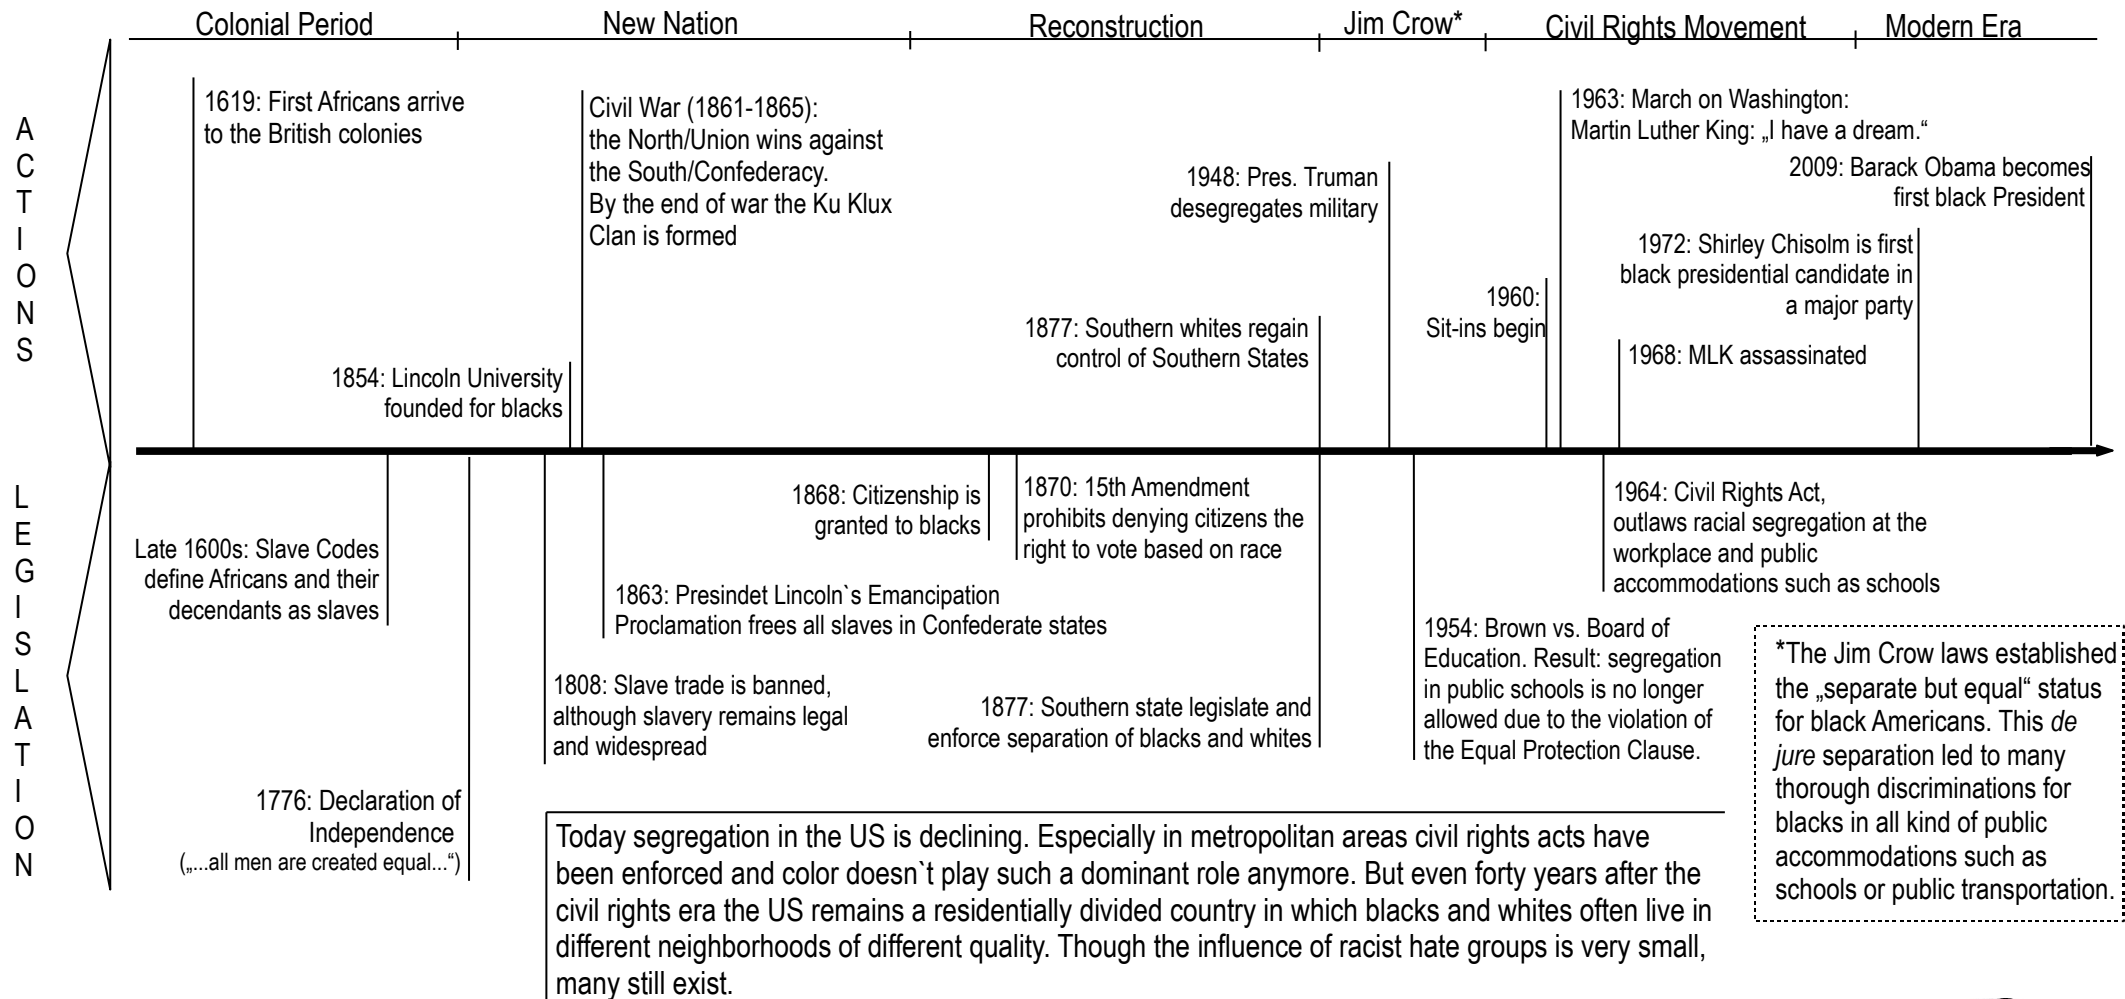 Colonial Period
New Nation
Reconstruction
Jim Crow*
Civil Rights Movement
Modern Era
ACTIONS
1619: First Africans arrive
to the British colonies
1854: Lincoln University
founded for blacks
Civil War (1861-1865):
the North/Union wins against
the South/Confederacy.
By the end of war the Ku Klux
Clan is formed
1877: Southern whites regain
control of Southern States
1948: Pres. Truman
desegregates military
1960:
Sit-ins begin
1963: March on Washington:
Martin Luther King: „I have a dream.“
1968: MLK assassinated
1972: Shirley Chisolm is first
black presidential candidate in
a major party
2009: Barack Obama becomes
first black President
LEGISLATION
Late 1600s: Slave Codes
define Africans and their
decendants as slaves
1776: Declaration of
Independence
(„...all men are created equal...“)
1808: Slave trade is banned,
although slavery remains legal
and widespread
1863: Presindet Lincoln`s Emancipation
Proclamation frees all slaves in Confederate states
1868: Citizenship is
granted to blacks
1870: 15th Amendment
prohibits denying citizens the
right to vote based on race
1877: Southern state legislate and
enforce separation of blacks and whites
1954: Brown vs. Board of
Education. Result: segregation
in public schools is no longer
allowed due to the violation of
the Equal Protection Clause.
1964: Civil Rights Act,
outlaws racial segregation at the
workplace and public
accommodations such as schools
*The Jim Crow laws established
the „separate but equal“ status
for black Americans. This de
jure separation led to many
thorough discriminations for
blacks in all kind of public
accommodations such as
schools or public transportation.
Today segregation in the US is declining. Especially in metropolitan areas civil rights acts have
been enforced and color doesn`t play such a dominant role anymore. But even forty years after the
civil rights era the US remains a residentially divided country in which blacks and whites often live in
different neighborhoods of different quality. Though the influence of racist hate groups is very small,
many still exist.